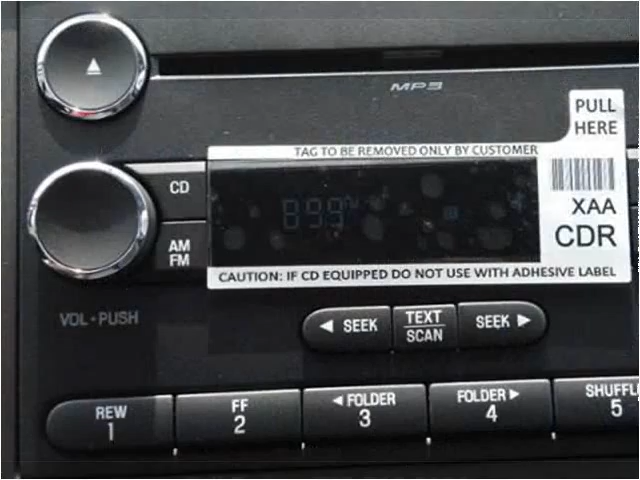 MP3
PULL
HERE
TAG TO BE REMOVED ONLY BY CUSTOMER
CD
899
XAA
CDR
AM
FM
CAUTION: IF CD EQUIPPED DO NOT USE WITH ADHESIVE LABEL
VOL-PUSH
◄ SEEK
TEXT
SCAN
SEEK ►
REW
1
FF
2
◄ FOLDER
3
FOLDER ►
4
SHUFFL
5